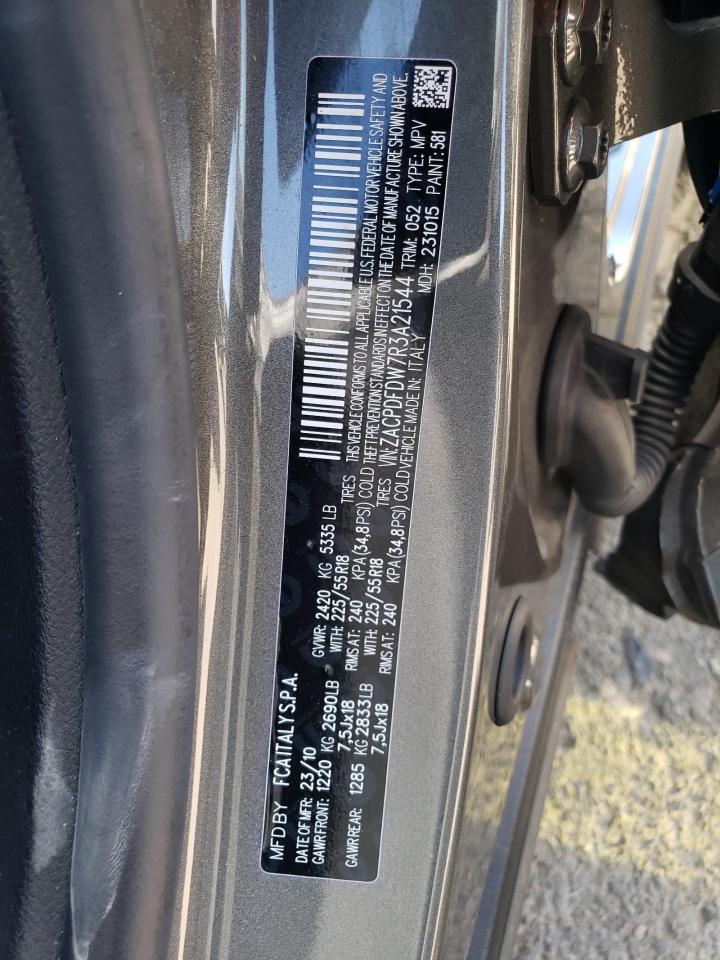 MFD BY FCA ITALY S.P.A.
DATE OF MFR: 23/10 GVWR: 2420 KG 5335 LB
GAWR FRONT: 1220 KG 2690LB WITH: 225/55R18 TIRES THIS VEHICLE CONFORMS TO ALL APPLICABLE U.S. FEDERAL MOTOR VEHICLE SAFETY AND
7,5Jx18 RIMS AT: 240 KPA (34,8PSI) COLD THEFT PREVENTION STANDARDS IN EFFECT ON THE DATE OF MANUFACTURE SHOWN ABOVE.
GAWR REAR: 1285 KG 2833LB WITH: 225/55R18 TIRES VIN: ZACPDFDW7R3A21544 TRIM: 052 TYPE: MPV
7,5Jx18 RIMS AT: 240 KPA (34,8PSI) COLD VEHICLE MADE IN: ITALY MDH: 231015 PAINT: 581